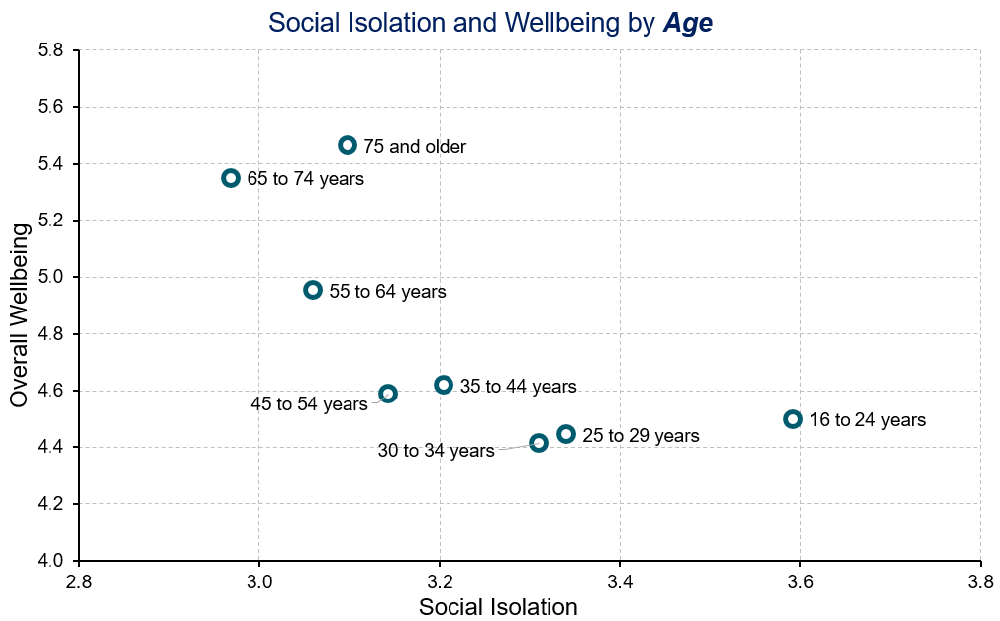 Social Isolation and Wellbeing by Age
5.8
5.6
5.4
5.2
5.0
4.8
4.6
4.4
4.2
4.0
Overall Wellbeing
75 and older
65 to 74 years
55 to 64 years
35 to 44 years
45 to 54 years
16 to 24 years
25 to 29 years
30 to 34 years
2.8 3.0 3.2 3.4 3.6 3.8
Social Isolation